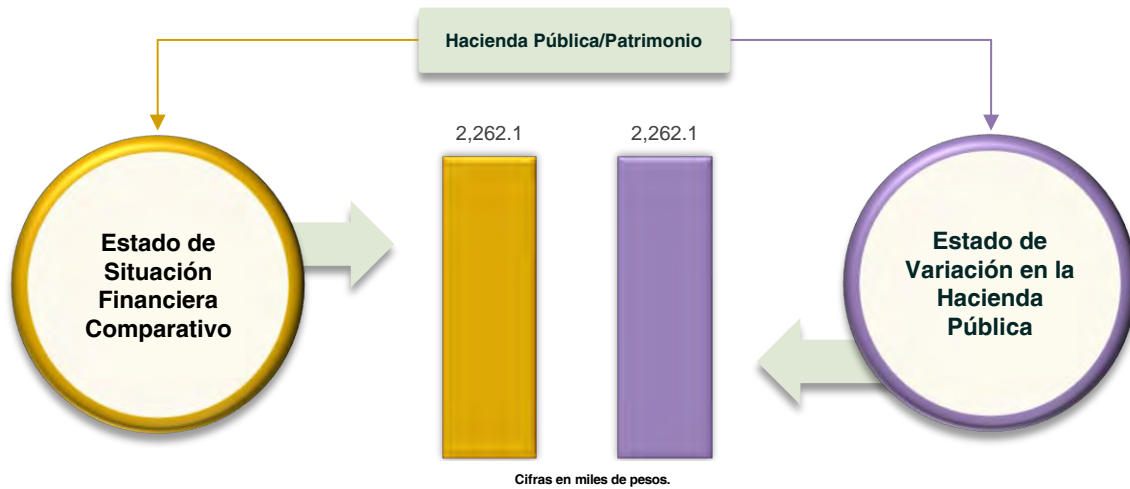 Hacienda Pública/Patrimonio
2,262.1
2,262.1
Estado de
Situación
Financiera
Comparativo
Estado de
Variación en la
Hacienda
Pública
Cifras en miles de pesos.